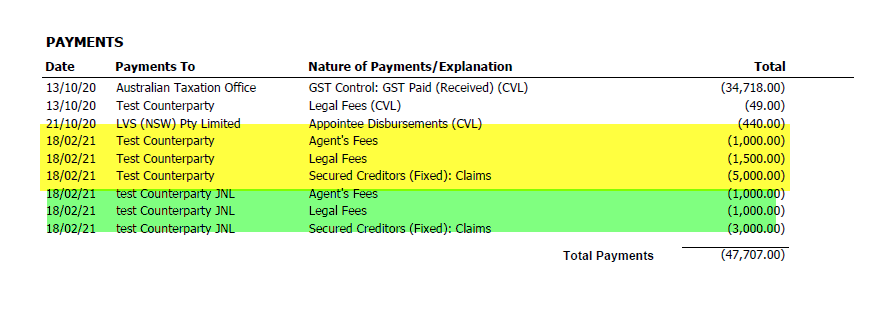 PAYMENTS
Date Payments To Nature of Payments/Explanation Total
13/10/20 Australian Taxation Office GST Control: GST Paid (Received) (CVL) (34,718.00)
13/10/20 Test Counterparty Legal Fees (CVL) (49.00)
21/10/20 LVS (NSW) Pty Limited Appointee Disbursements (CVL) (440.00)
18/02/21 Test Counterparty Agent's Fees (1,000.00)
18/02/21 Test Counterparty Legal Fees (1,500.00)
18/02/21 Test Counterparty Secured Creditors (Fixed): Claims (5,000.00)
18/02/21 test Counterparty JNL Agent's Fees (1,000.00)
18/02/21 test Counterparty JNL Legal Fees (1,000.00)
18/02/21 test Counterparty JNL Secured Creditors (Fixed): Claims (3,000.00)
Total Payments (47,707.00)